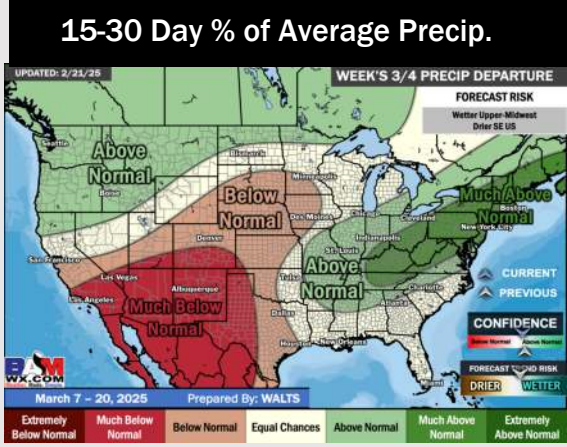 15-30 Day % of Average Precip.
UPDATED: 2/21/25
WEEK'S 3/4 PRECIP DEPARTURE
FORECAST RISK
Wetter Upper-Midwest
Drier SE US
Seattle
Above
Normal
Boise
Bismarck
Minneapolis
Below
Normal
Des Moines
Chicago
Cleveland
Much Above
Normal
Boston
New York City
San Francisco
Denver
Indianapolis
St. Louis
Above
Normal
Las Vegas
Los Angeles
Albuquerque
Much Below
Normal
Tulsa
Dallas
Charlotte
Atlanta
Houston
New Orleans
Miami
CURRENT
PREVIOUS
CONFIDENCE
Below Normal
Above Normal
FORECAST TREND RISK
DRIER
WETTER
BAM
WX.COM
March 7 – 20, 2025
Prepared By: WALTS
Extremely
Below Normal
Much Below
Normal
Below Normal
Equal Chances
Above Normal
Much Above
Normal
Extremely
Above Normal